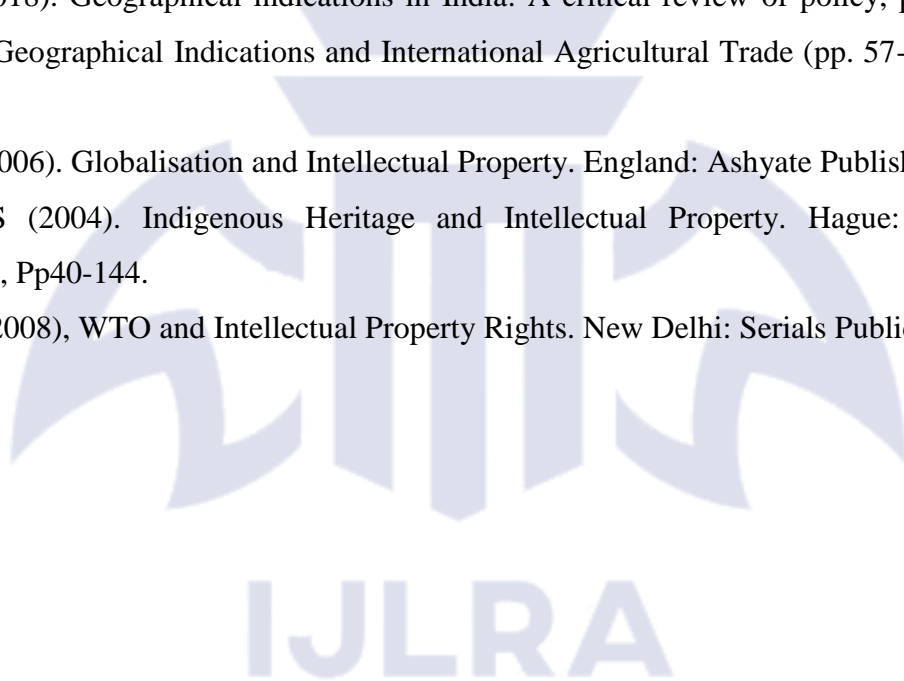 018). Geographical indications in India: A critical review of policy, p
Geographical Indications and International Agricultural Trade (pp. 57-
006). Globalisation and Intellectual Property. England: Ashyate Publish
S (2004). Indigenous Heritage and Intellectual Property. Hague:
, Pp40-144.
2008), WTO and Intellectual Property Rights. New Delhi: Serials Public
IJLRA